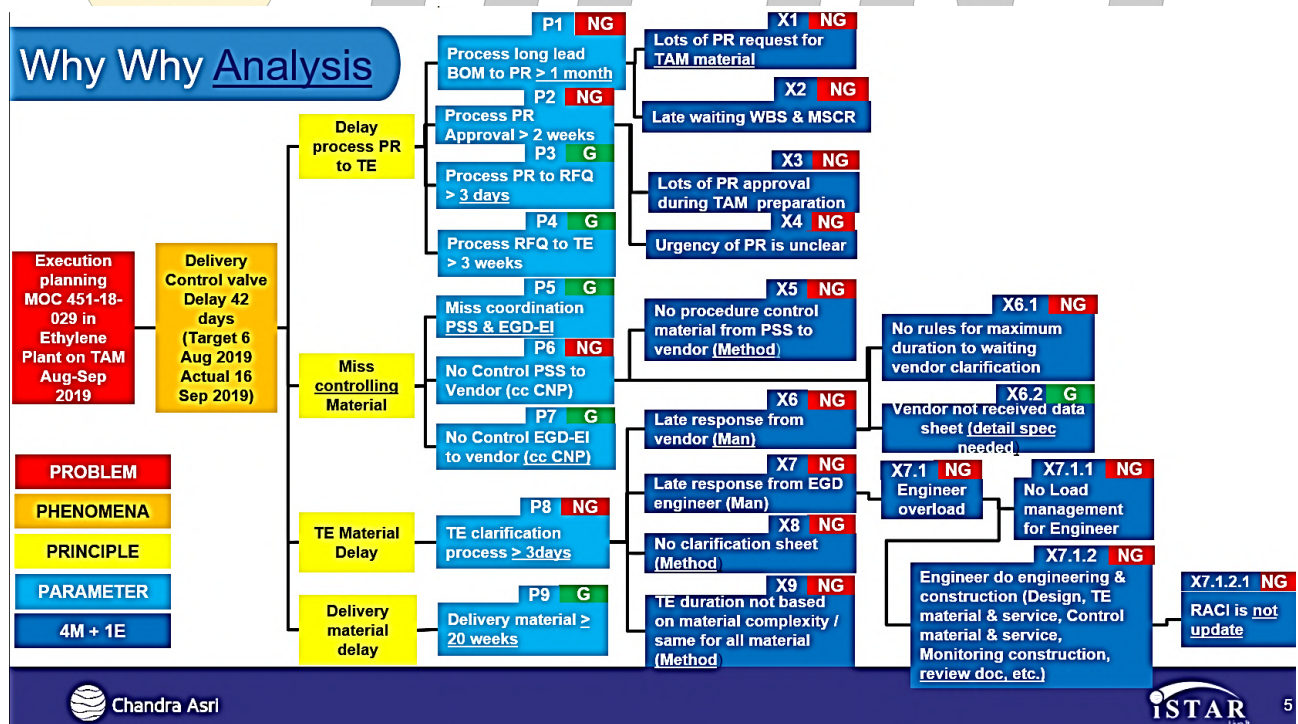 Why Why Analysis
Execution
planning
MOC 451-18-
029 in
Ethylene
Plant on TAM
Aug-Sep
2019
Delivery
Control valve
Delay 42
days
(Target 6
Aug 2019
Actual 16
Sep 2019)
Delay
process PR
to TE
Miss
controlling
Material
TE Material
Delay
Delivery
material
delay
P1 NG
Process long lead
BOM to PR > 1 month
P2 NG
Process PR
Approval > 2 weeks
P3 G
Process PR to RFQ
> 3 days
P4 G
Process RFQ to TE
> 3 weeks
P5 G
Miss coordination
PSS & EGD-EI
P6 NG
No Control PSS to
Vendor (cc CNP)
P7 G
No Control EGD-EI
to vendor (cc CNP)
P8 NG
TE clarification
process > 3days
P9 G
Delivery material >
20 weeks
X1 NG
Lots of PR request for
TAM material
X2 NG
Late waiting WBS & MSCR
X3 NG
Lots of PR approval
during TAM preparation
X4 NG
Urgency of PR is unclear
X5 NG
No procedure control
material from PSS to
vendor (Method)
X6 NG
Late response from
vendor (Man)
X7 NG
Late response from EGD
engineer (Man)
X8 NG
No clarification sheet
(Method)
X9 NG
TE duration not based
on material complexity /
same for all material
(Method)
X6.1 NG
No rules for maximum
duration to waiting
vendor clarification
X6.2 G
Vendor not received data
sheet (detail spec
needed)
X7.1 NG
Engineer
overload
X7.1.1 NG
No Load
management
for Engineer
X7.1.2 NG
Engineer do engineering &
construction (Design, TE
material & service, Control
material & service,
Monitoring construction,
review doc, etc.)
X7.1.2.1 NG
RACI is not
update
PROBLEM
PHENOMENA
PRINCIPLE
PARAMETER
4M + 1E
Chandra Asri
iSTAR
5